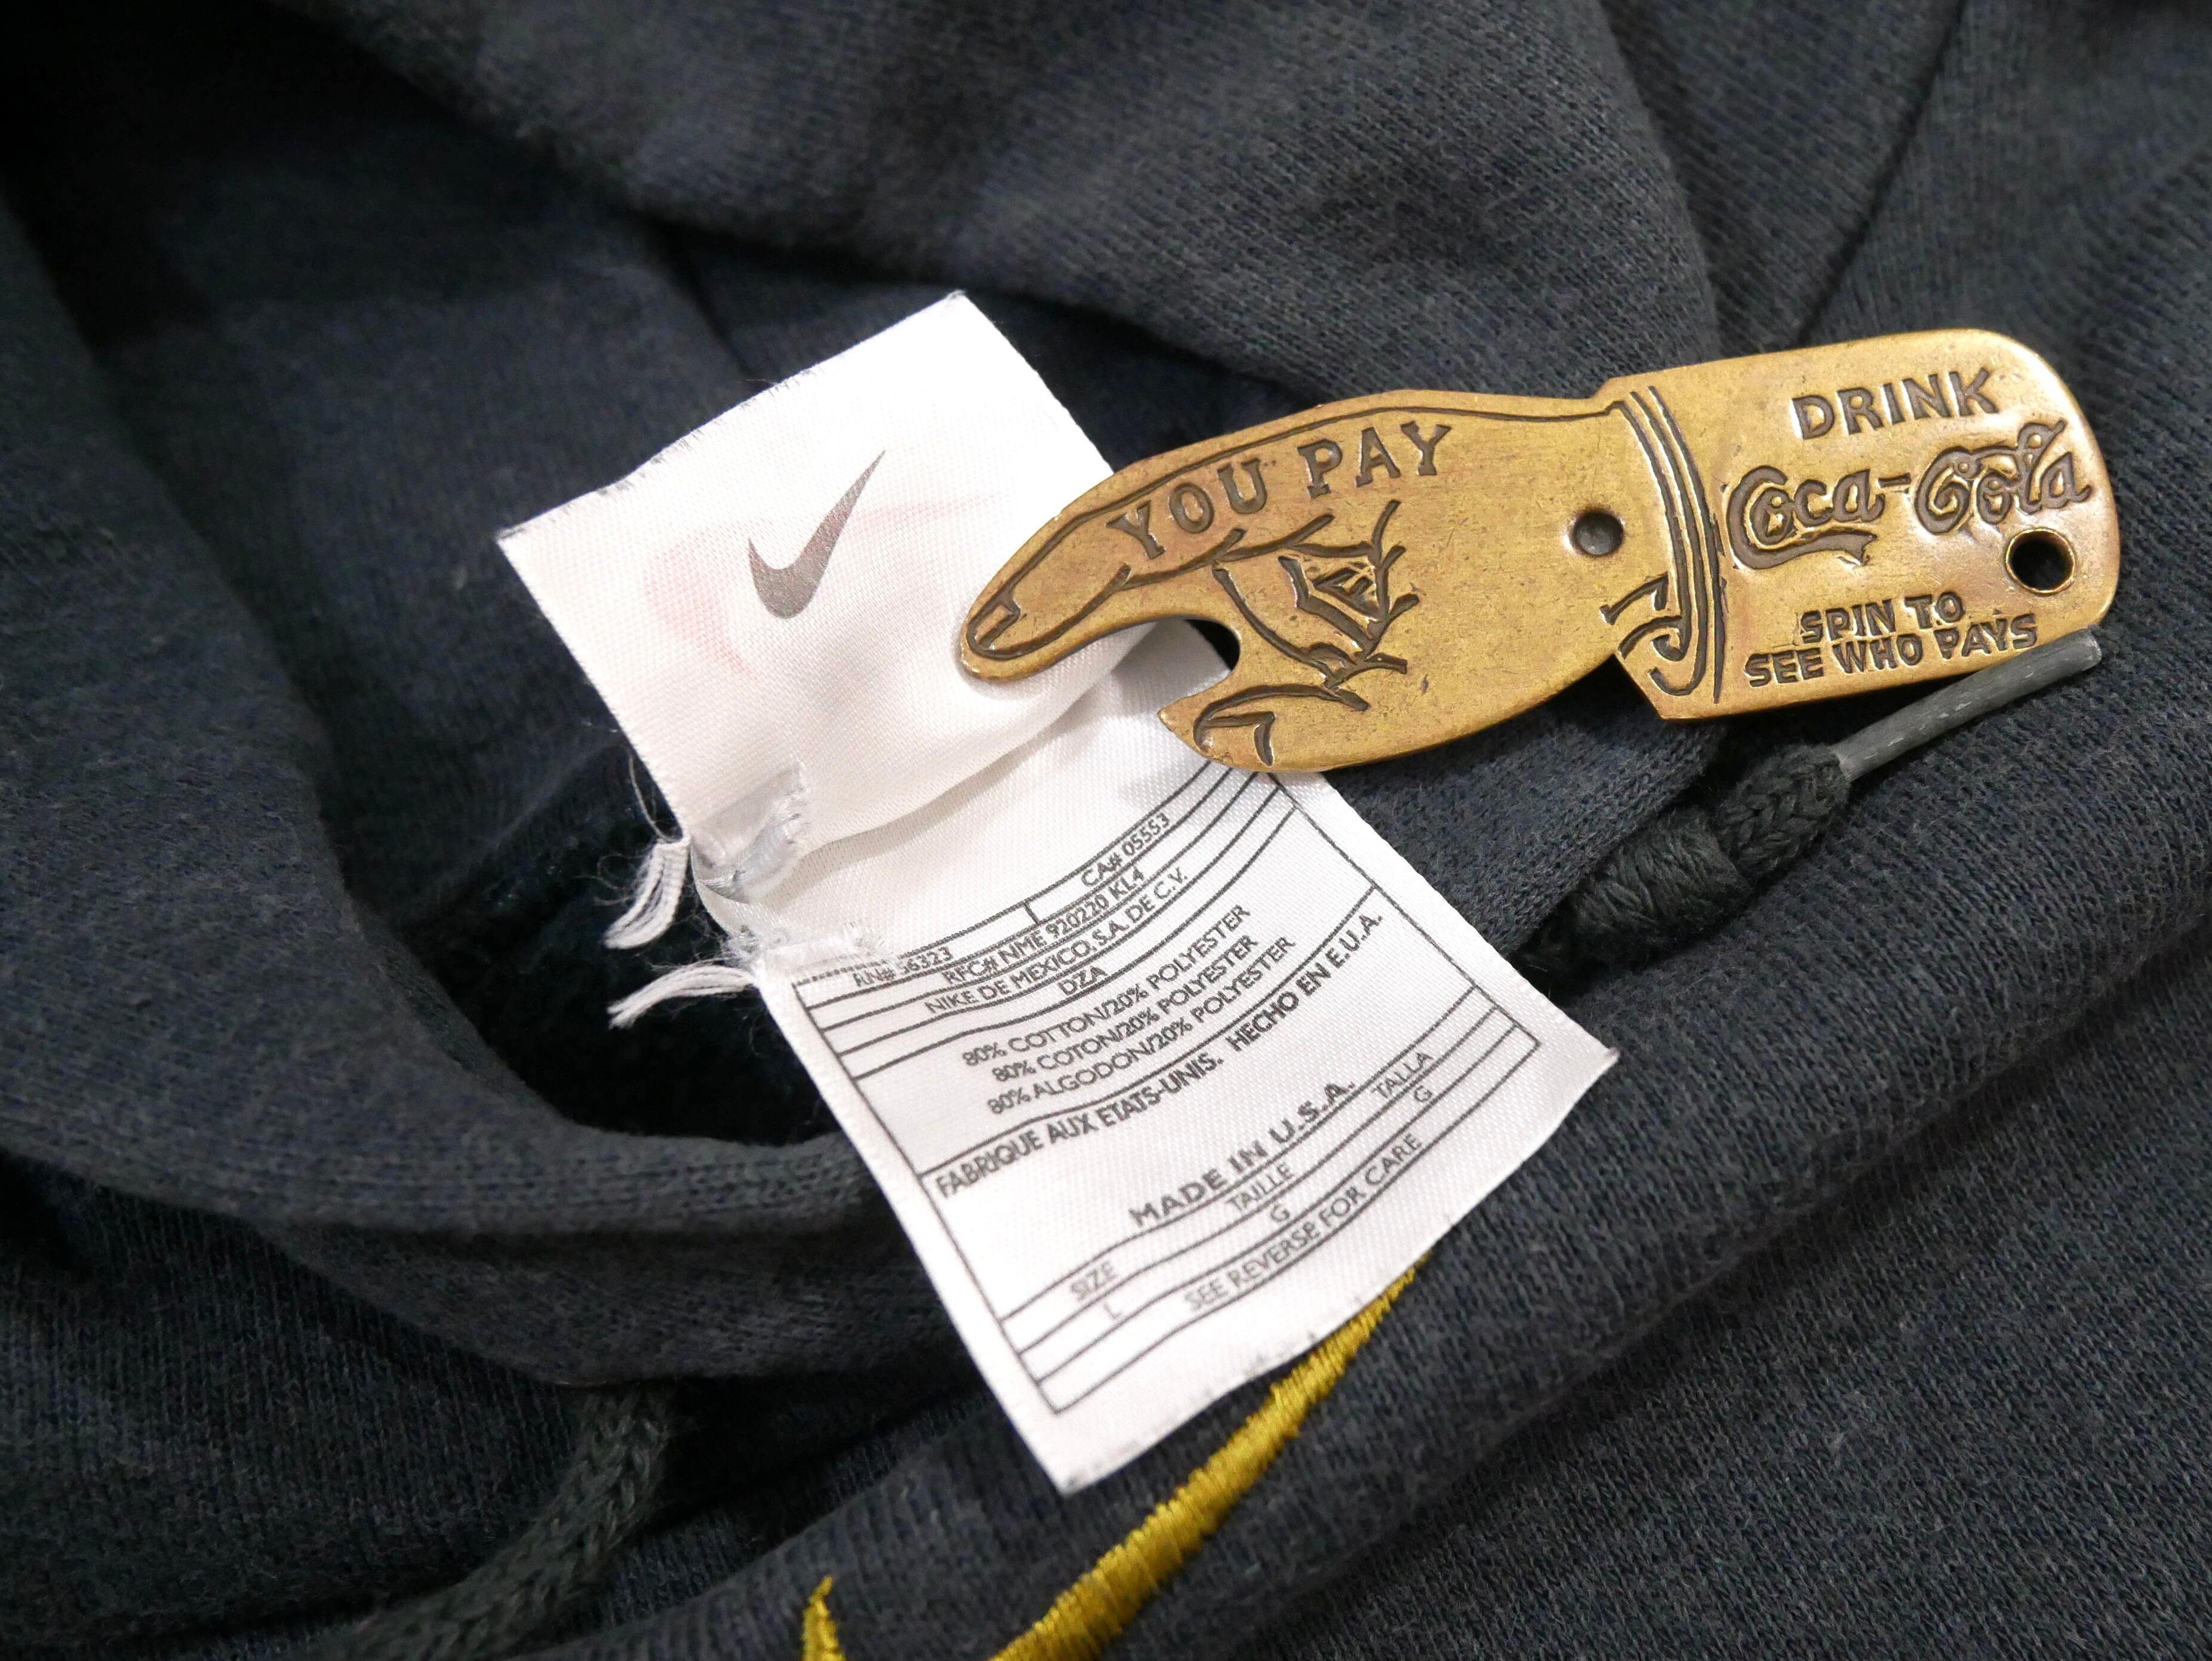 YOU PAY
DRINK
Coca-Cola
SPIN TO
SEE WHO PAYS
RN# 56323 CA# 05553
RFC# NME 920220 KL4
NIKE DE MEXICO, S.A. DE C.V.
DZA
80% COTTON/20% POLYESTER
80% COTON/20% POLYESTER
80% ALGODON/20% POLYESTER
FABRIQUE AUX ETATS-UNIS. HECHO EN E.U.A.
MADE IN U.S.A.
SIZE TAILLE TALLA
L G G
SEE REVERSE FOR CARE